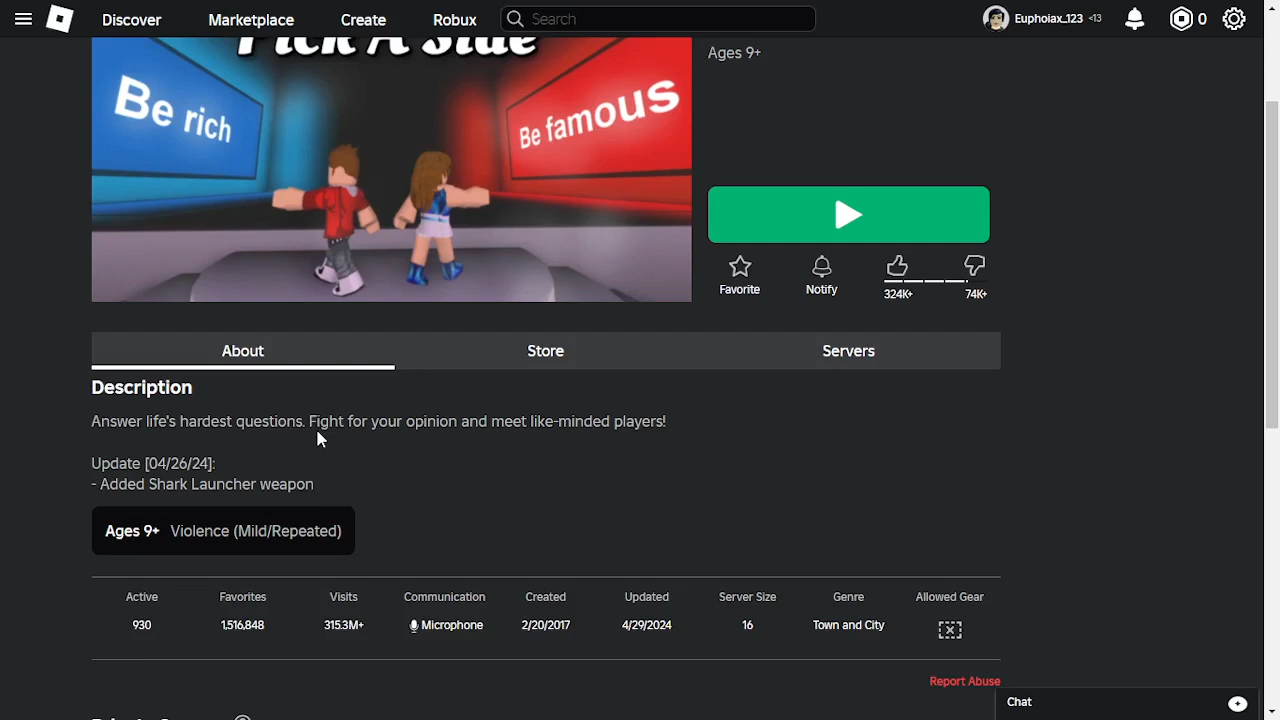 Discover Marketplace Create Robux Search Euphoiax_123 <13 0
Pick A Side
Be rich
Be famous
Ages 9+
Favorite Notify 324K+ 74K+
About Store Servers
Description
Answer life's hardest questions. Fight for your opinion and meet like-minded players!
Update [04/26/24]:
- Added Shark Launcher weapon
Ages 9+ Violence (Mild/Repeated)
Active Favorites Visits Communication Created Updated Server Size Genre Allowed Gear
930 1,516,848 315.3M+ Microphone 2/20/2017 4/29/2024 16 Town and City
Report Abuse
Chat